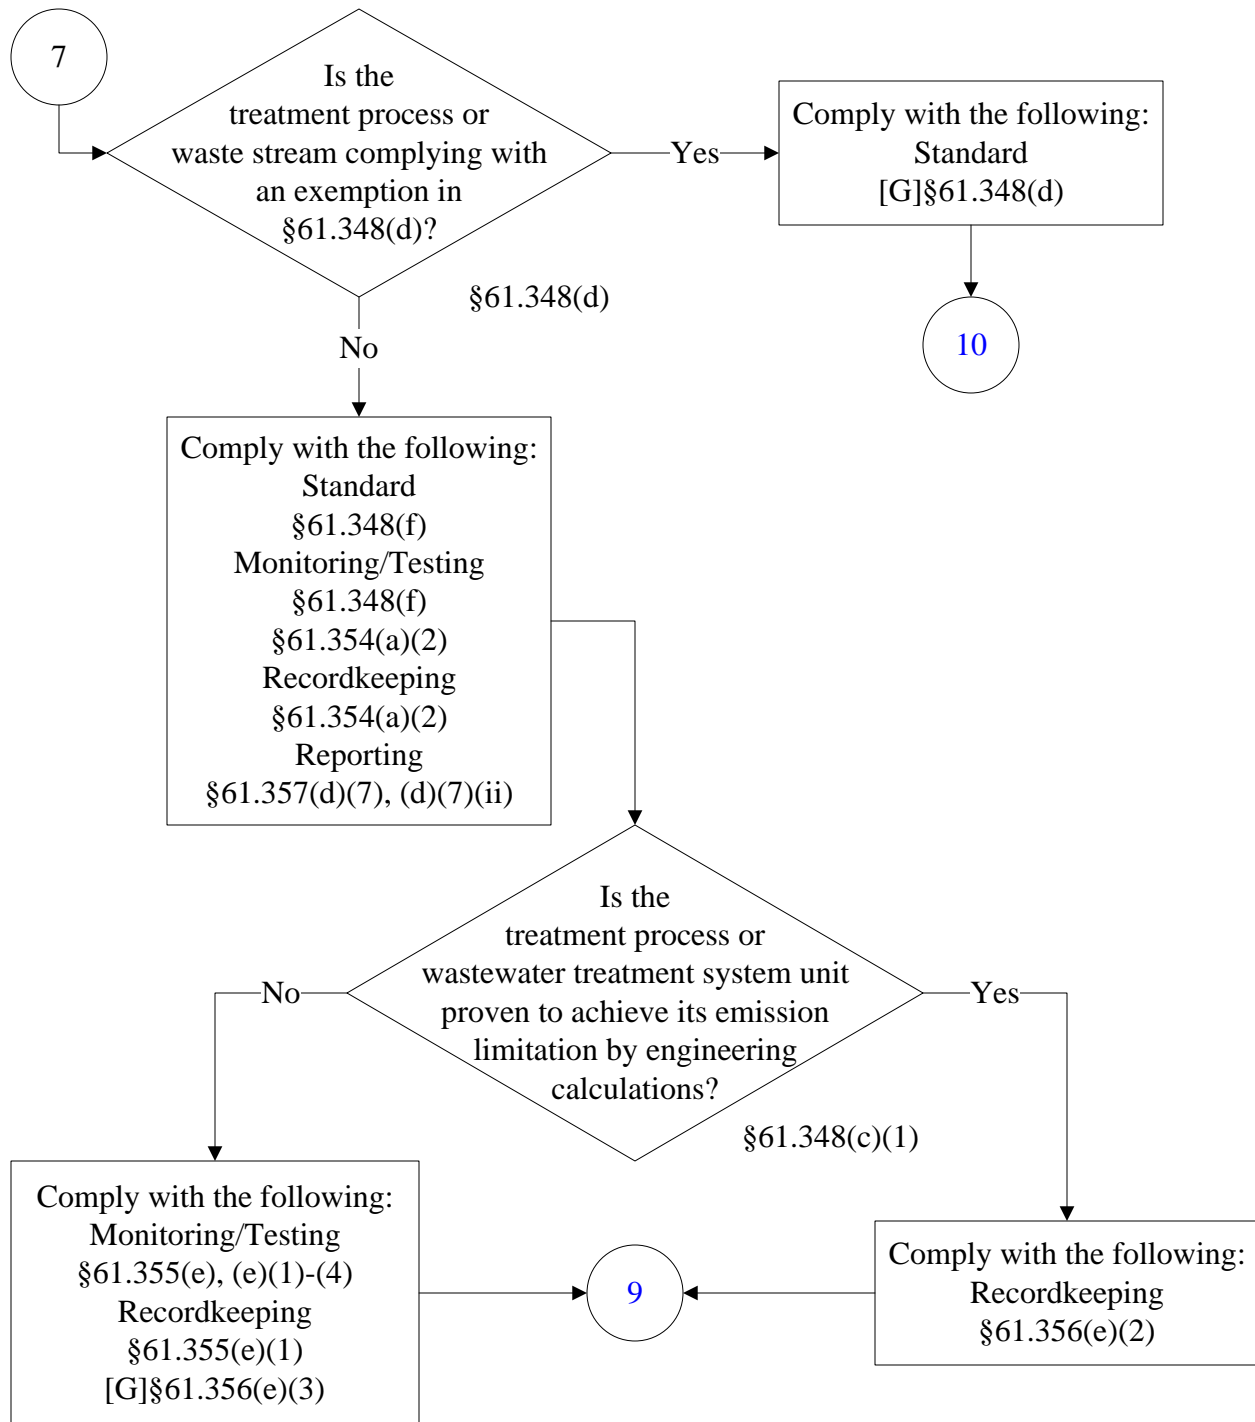 7
Is the
treatment process or
waste stream complying with
an exemption in
§61.348(d)?
Yes
Comply with the following:
Standard
[G]§61.348(d)
§61.348(d)
10
No
Comply with the following:
Standard
§61.348(f)
Monitoring/Testing
§61.348(f)
§61.354(a)(2)
Recordkeeping
§61.354(a)(2)
Reporting
§61.357(d)(7), (d)(7)(ii)
Is the
treatment process or
wastewater treatment system unit
proven to achieve its emission
limitation by engineering
calculations?
No
Yes
§61.348(c)(1)
Comply with the following:
Monitoring/Testing
§61.355(e), (e)(1)-(4)
Recordkeeping
§61.355(e)(1)
[G]§61.356(e)(3)
9
Comply with the following:
Recordkeeping
§61.356(e)(2)